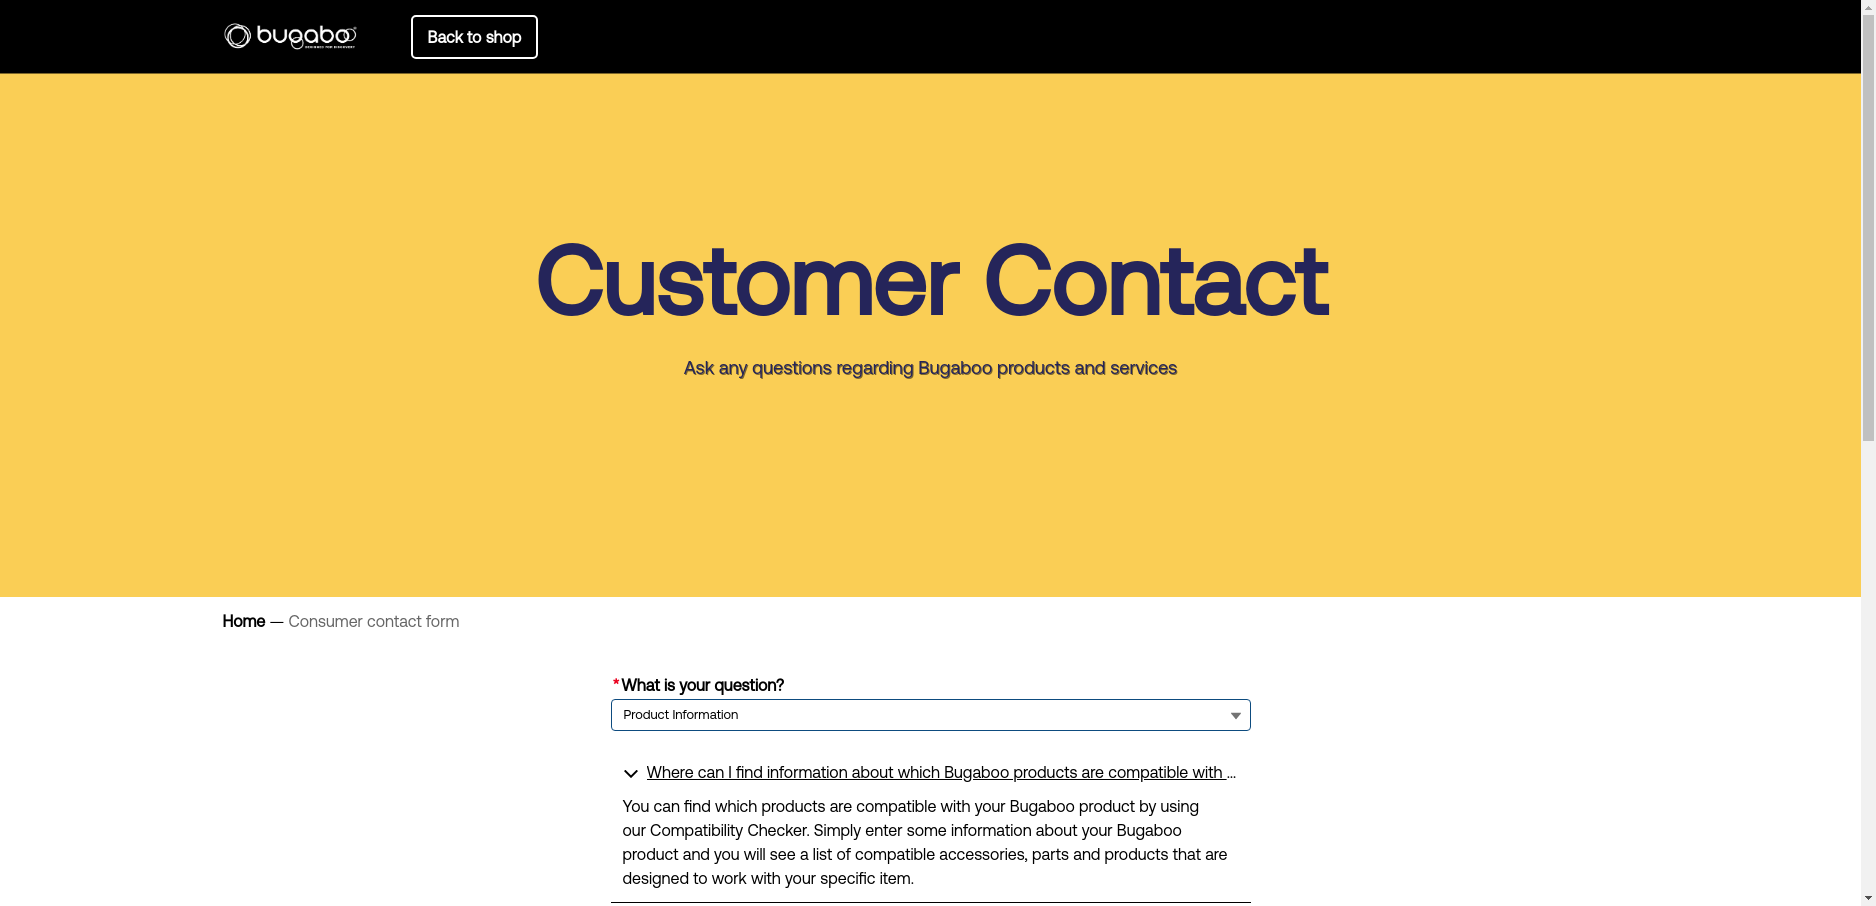 bugaboo
DESIGNED FOR DISCOVERY
Back to shop
Customer Contact
Ask any questions regarding Bugaboo products and services
Home — Consumer contact form
*What is your question?
Product Information
Where can I find information about which Bugaboo products are compatible with ...
You can find which products are compatible with your Bugaboo product by using
our Compatibility Checker. Simply enter some information about your Bugaboo
product and you will see a list of compatible accessories, parts and products that are
designed to work with your specific item.